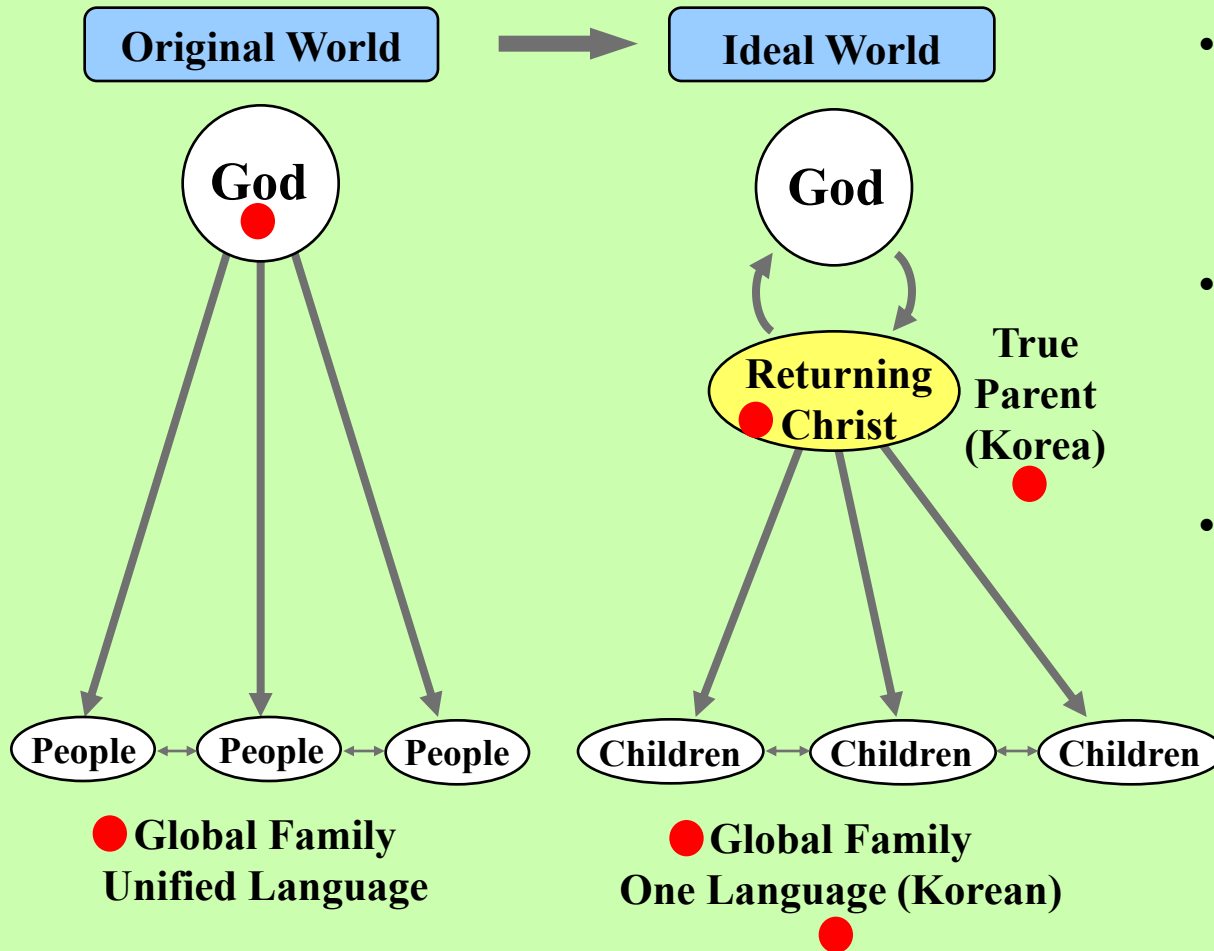 Original World
Ideal World
God
God
Returning
Christ
True
Parent
(Korea)
People
People
People
Children
Children
Children
Global Family
Unified Language
Global Family
One Language (Korean)